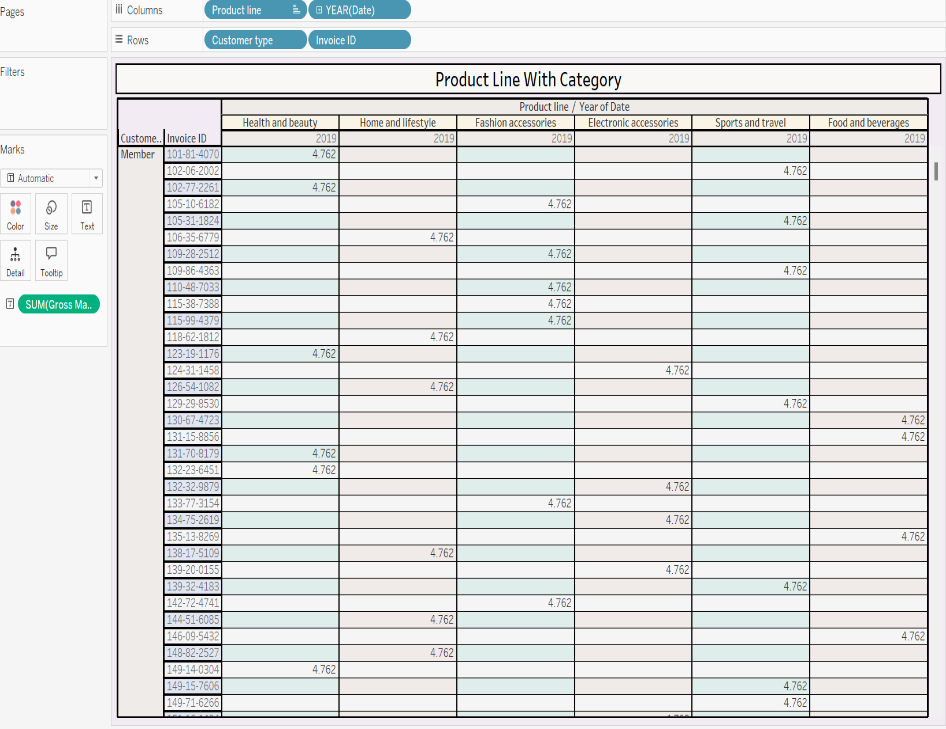 Pages
Columns
Product line
YEAR(Date)
Rows
Customer type
Invoice ID
Filters
Marks
Automatic
Color
Size
Text
Detail
Tooltip
SUM(Gross Ma..
Product Line With Category
Product line / Year of Date
Health and beauty Home and lifestyle Fashion accessories Electronic accessories Sports and travel Food and beverages
Custome.. Invoice ID 2019 2019 2019 2019 2019 2019
Member 101-81-4070 4.762
102-06-2002 4.762
102-77-2261 4.762
105-10-6182 4.762
105-31-1824 4.762
106-35-6779 4.762
109-28-2512 4.762
109-86-4363 4.762
110-48-7033 4.762
115-38-7388 4.762
115-99-4379 4.762
118-62-1812 4.762
123-19-1176 4.762
124-31-1458 4.762
126-54-1082 4.762
129-29-8530 4.762
130-67-4723 4.762
131-15-8856 4.762
131-70-8179 4.762
132-23-6451 4.762
132-32-9879 4.762
133-77-3154 4.762
134-75-2619 4.762
135-13-8269 4.762
138-17-5109 4.762
139-20-0155 4.762
139-32-4183 4.762
142-72-4741 4.762
144-51-6085 4.762
146-09-5432 4.762
148-82-2527 4.762
149-14-0304 4.762
149-15-7606 4.762
149-71-6266 4.762